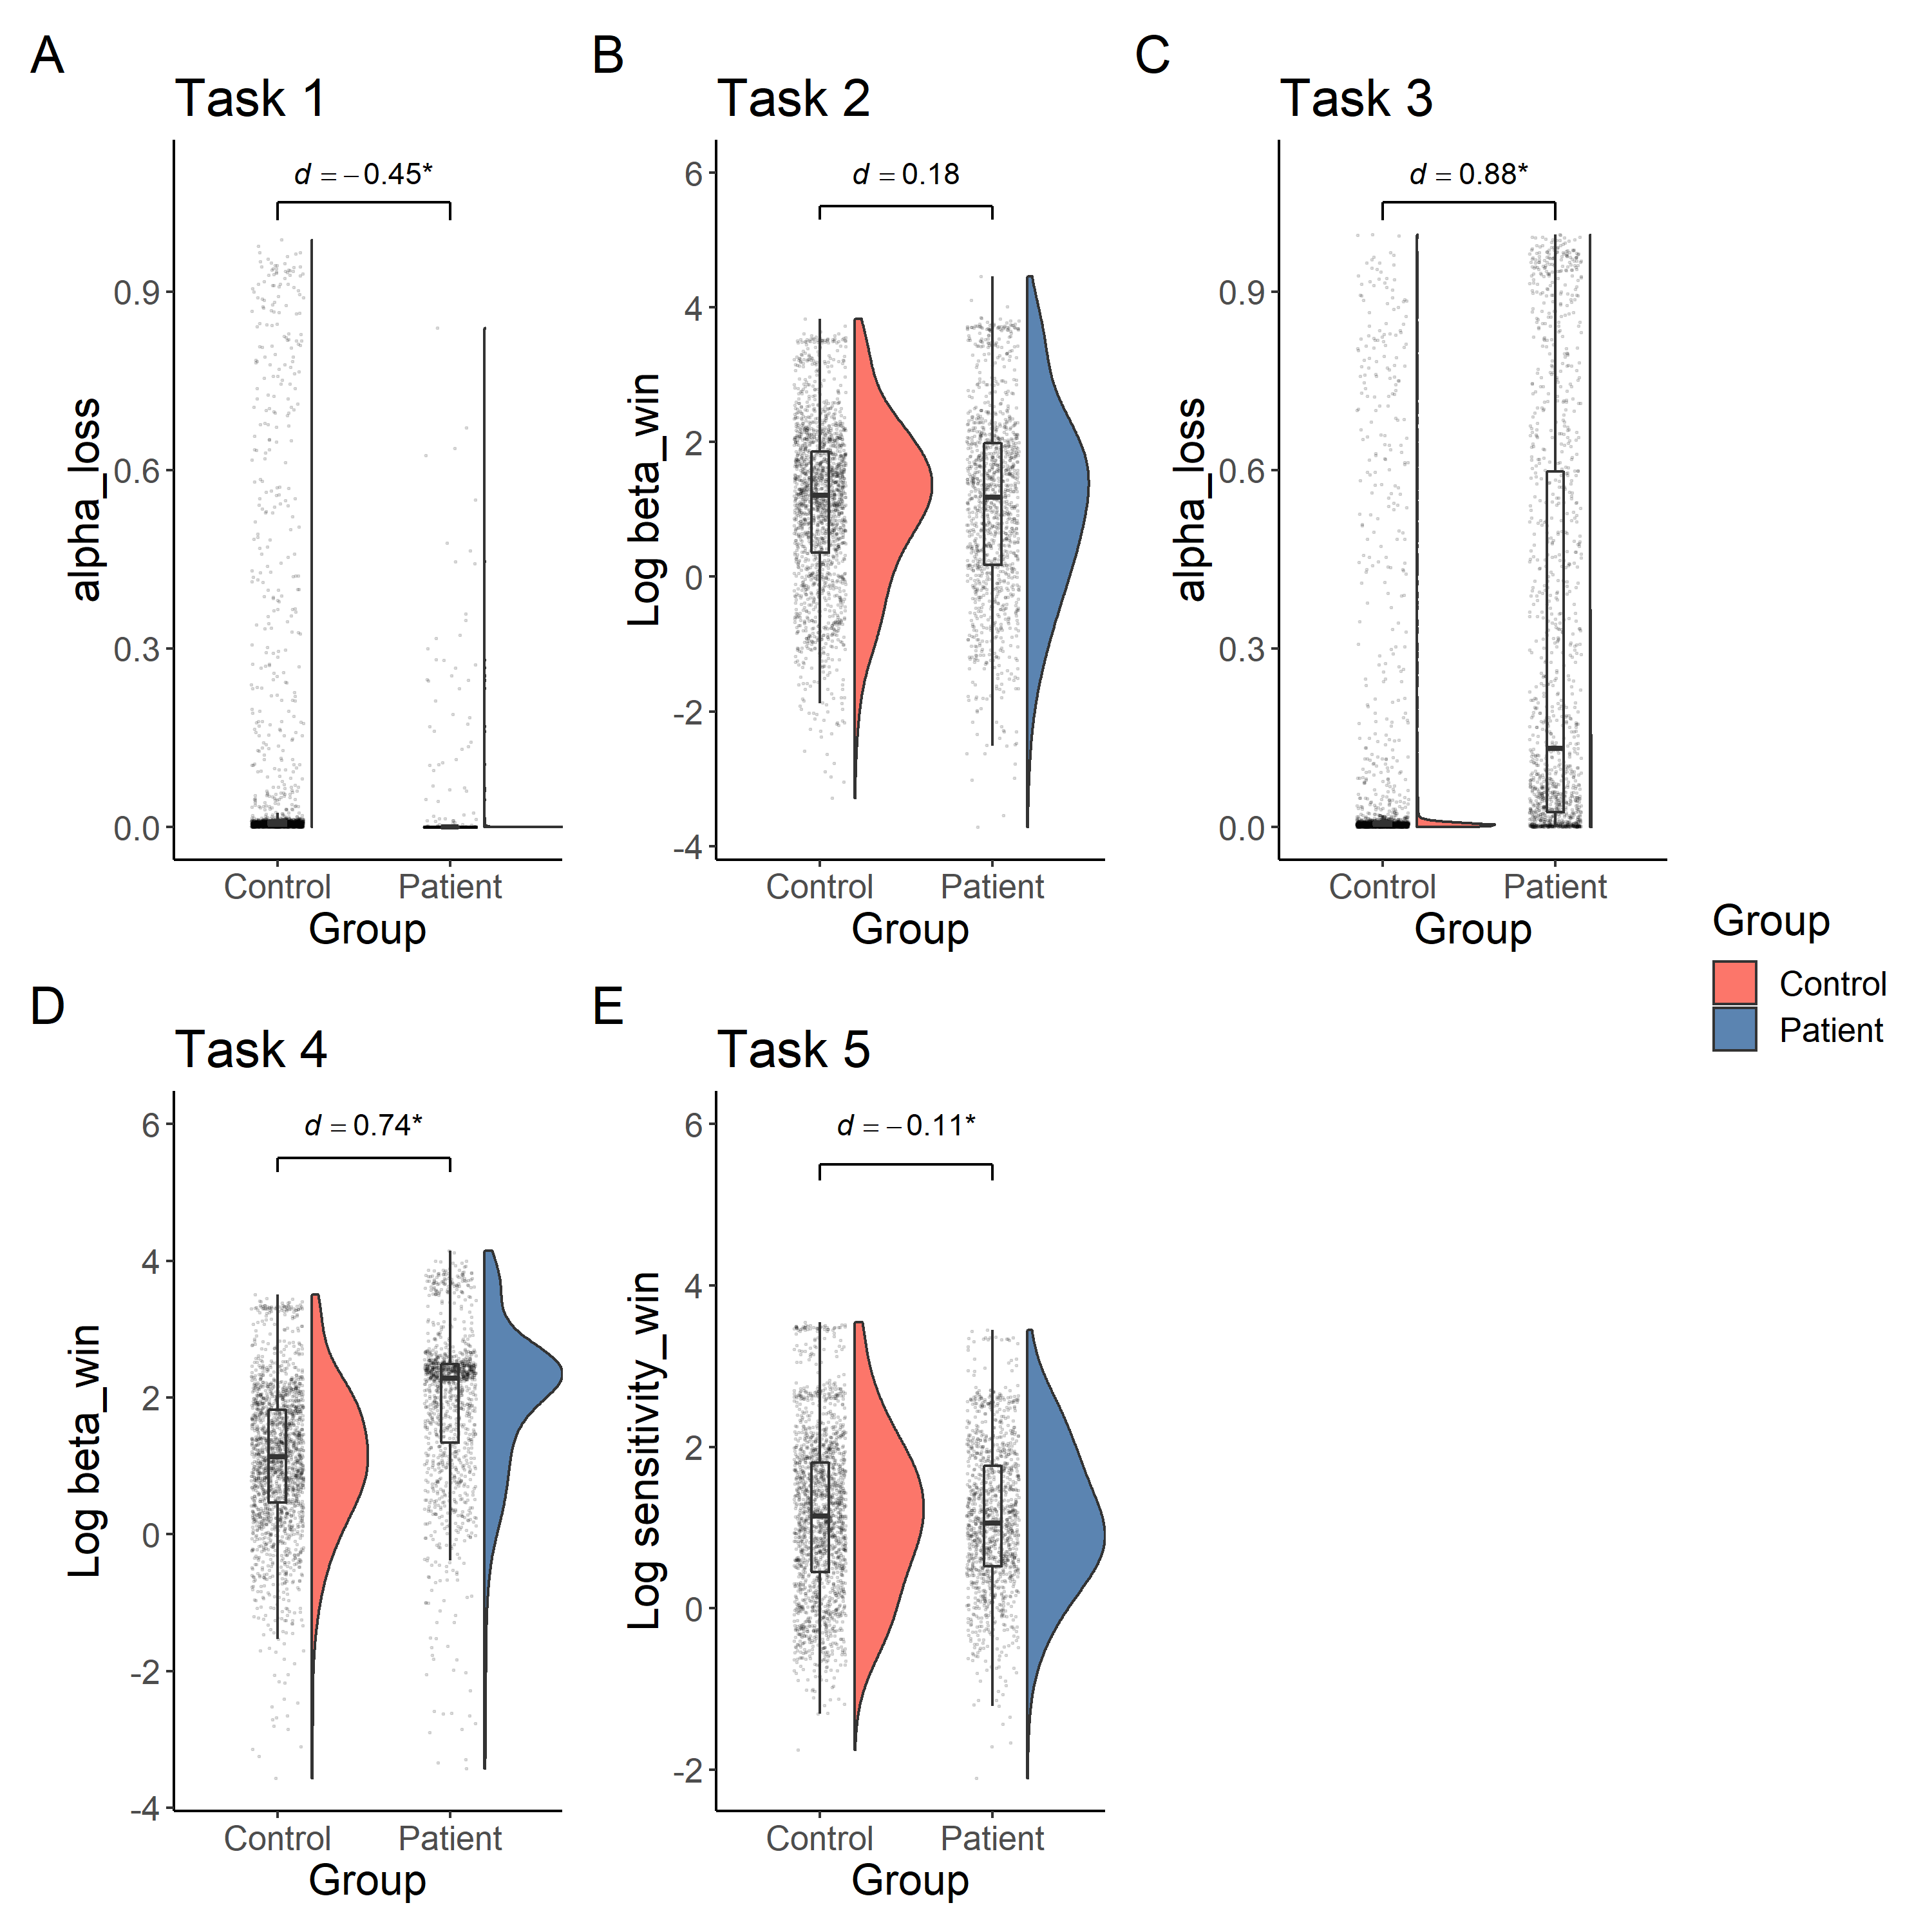 A
Task 1
d = − 0.45*
alpha_loss
0.9
0.6
0.3
0.0
Control Patient
Group
B
Task 2
d = 0.18
Log beta_win
6
4
2
0
-2
-4
Control Patient
Group
C
Task 3
d = 0.88*
alpha_loss
0.9
0.6
0.3
0.0
Control Patient
Group
Group
Control
Patient
D
Task 4
d = 0.74*
Log beta_win
6
4
2
0
-2
-4
Control Patient
Group
E
Task 5
d = − 0.11*
Log sensitivity_win
6
4
2
0
-2
Control Patient
Group